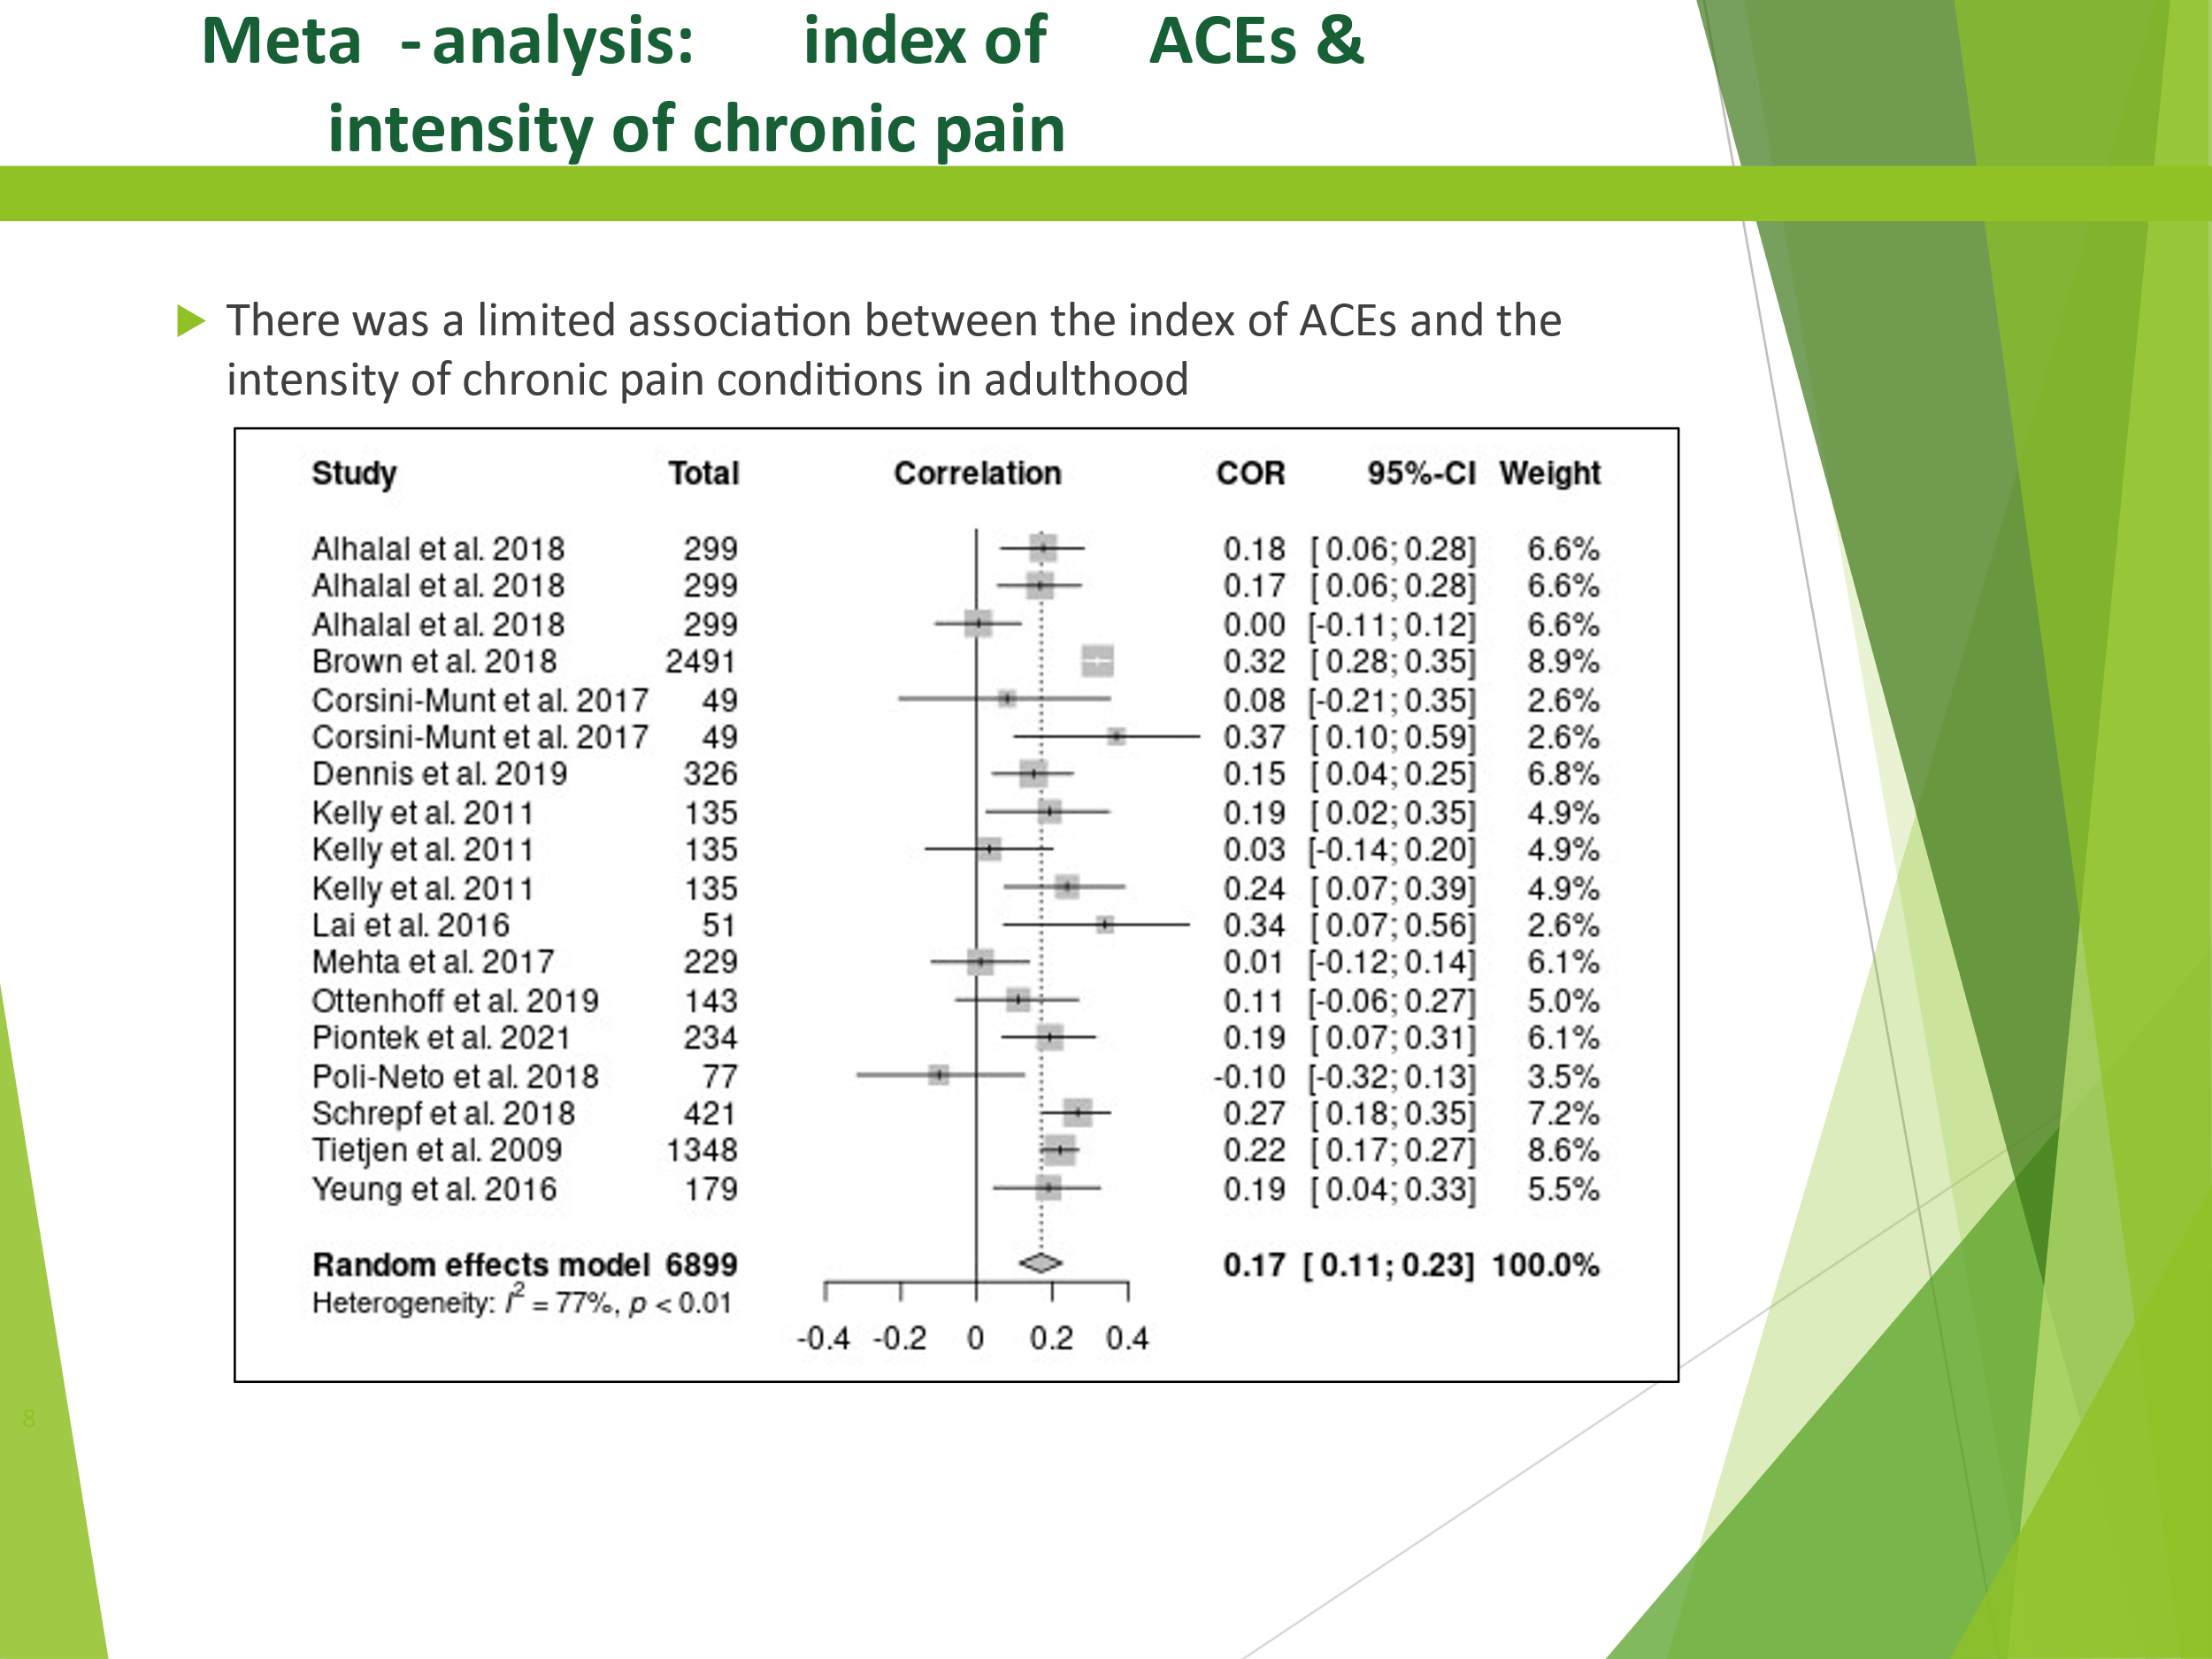 Meta - analysis: index of ACEs &
intensity of chronic pain
There was a limited association between the index of ACEs and the
intensity of chronic pain conditions in adulthood
Study Total Correlation COR 95%-CI Weight
Alhalal et al. 2018 299 0.18 [ 0.06; 0.28] 6.6%
Alhalal et al. 2018 299 0.17 [ 0.06; 0.28] 6.6%
Alhalal et al. 2018 299 0.00 [-0.11; 0.12] 6.6%
Brown et al. 2018 2491 0.32 [ 0.28; 0.35] 8.9%
Corsini-Munt et al. 2017 49 0.08 [-0.21; 0.35] 2.6%
Corsini-Munt et al. 2017 49 0.37 [ 0.10; 0.59] 2.6%
Dennis et al. 2019 326 0.15 [ 0.04; 0.25] 6.8%
Kelly et al. 2011 135 0.19 [ 0.02; 0.35] 4.9%
Kelly et al. 2011 135 0.03 [-0.14; 0.20] 4.9%
Kelly et al. 2011 135 0.24 [ 0.07; 0.39] 4.9%
Lai et al. 2016 51 0.34 [ 0.07; 0.56] 2.6%
Mehta et al. 2017 229 0.01 [-0.12; 0.14] 6.1%
Ottenhoff et al. 2019 143 0.11 [-0.06; 0.27] 5.0%
Piontek et al. 2021 234 0.19 [ 0.07; 0.31] 6.1%
Poli-Neto et al. 2018 77 -0.10 [-0.32; 0.13] 3.5%
Schrepf et al. 2018 421 0.27 [ 0.18; 0.35] 7.2%
Tietjen et al. 2009 1348 0.22 [ 0.17; 0.27] 8.6%
Yeung et al. 2016 179 0.19 [ 0.04; 0.33] 5.5%
Random effects model 6899 0.17 [ 0.11; 0.23] 100.0%
Heterogeneity: I² = 77%, p < 0.01
-0.4 -0.2 0 0.2 0.4
8